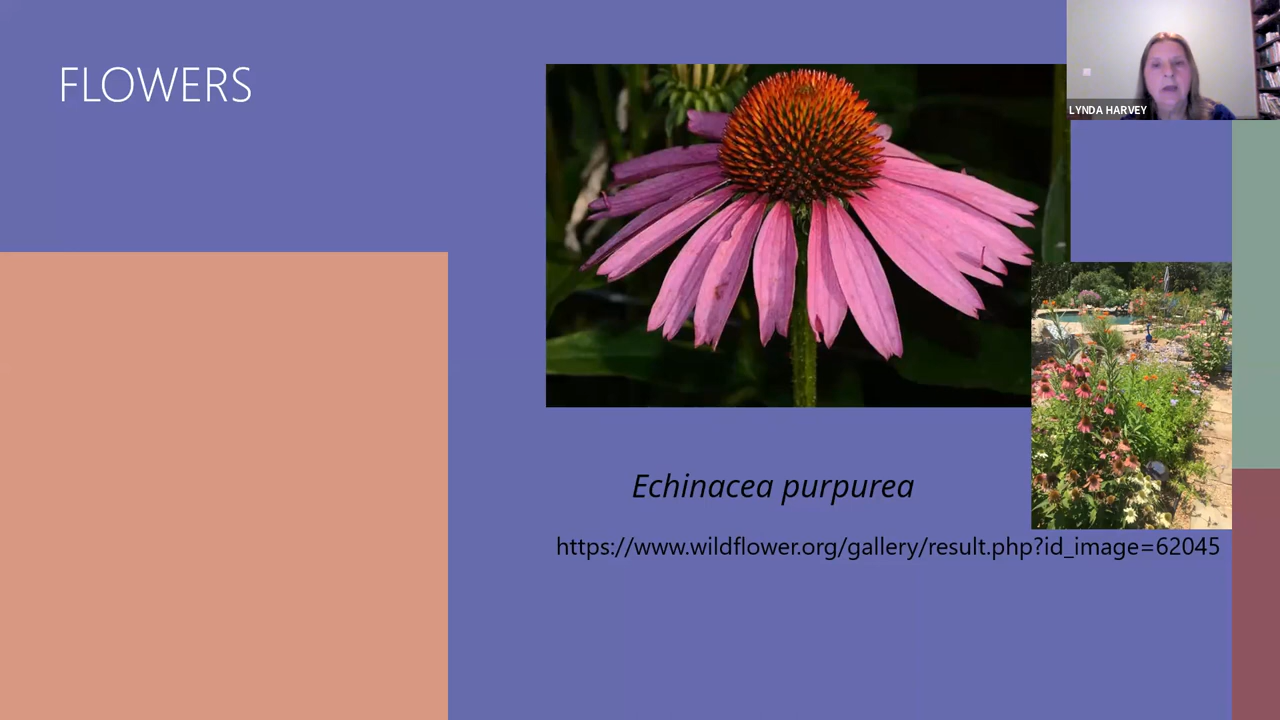 FLOWERS
LYNDA HARVEY
Echinacea purpurea
https://www.wildflower.org/gallery/result.php?id_image=62045